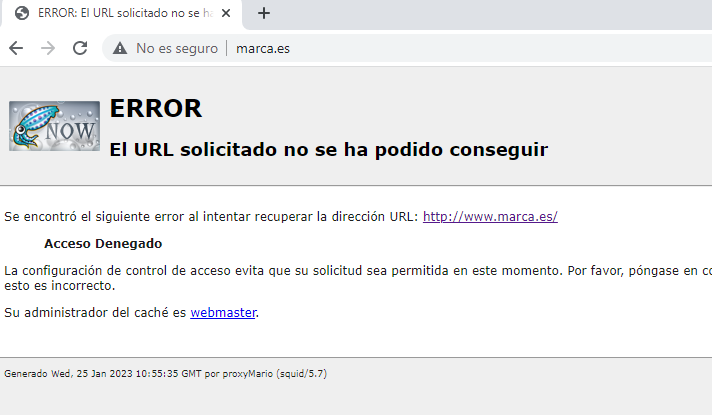 ERROR: El URL solicitado no se ha
No es seguro
marca.es
NOW
ERROR
El URL solicitado no se ha podido conseguir
Se encontró el siguiente error al intentar recuperar la dirección URL: http://www.marca.es/
Acceso Denegado
La configuración de control de acceso evita que su solicitud sea permitida en este momento. Por favor, póngase en
esto es incorrecto.
Su administrador del caché es webmaster.
Generado Wed, 25 Jan 2023 10:55:35 GMT por proxyMario (squid/5.7)